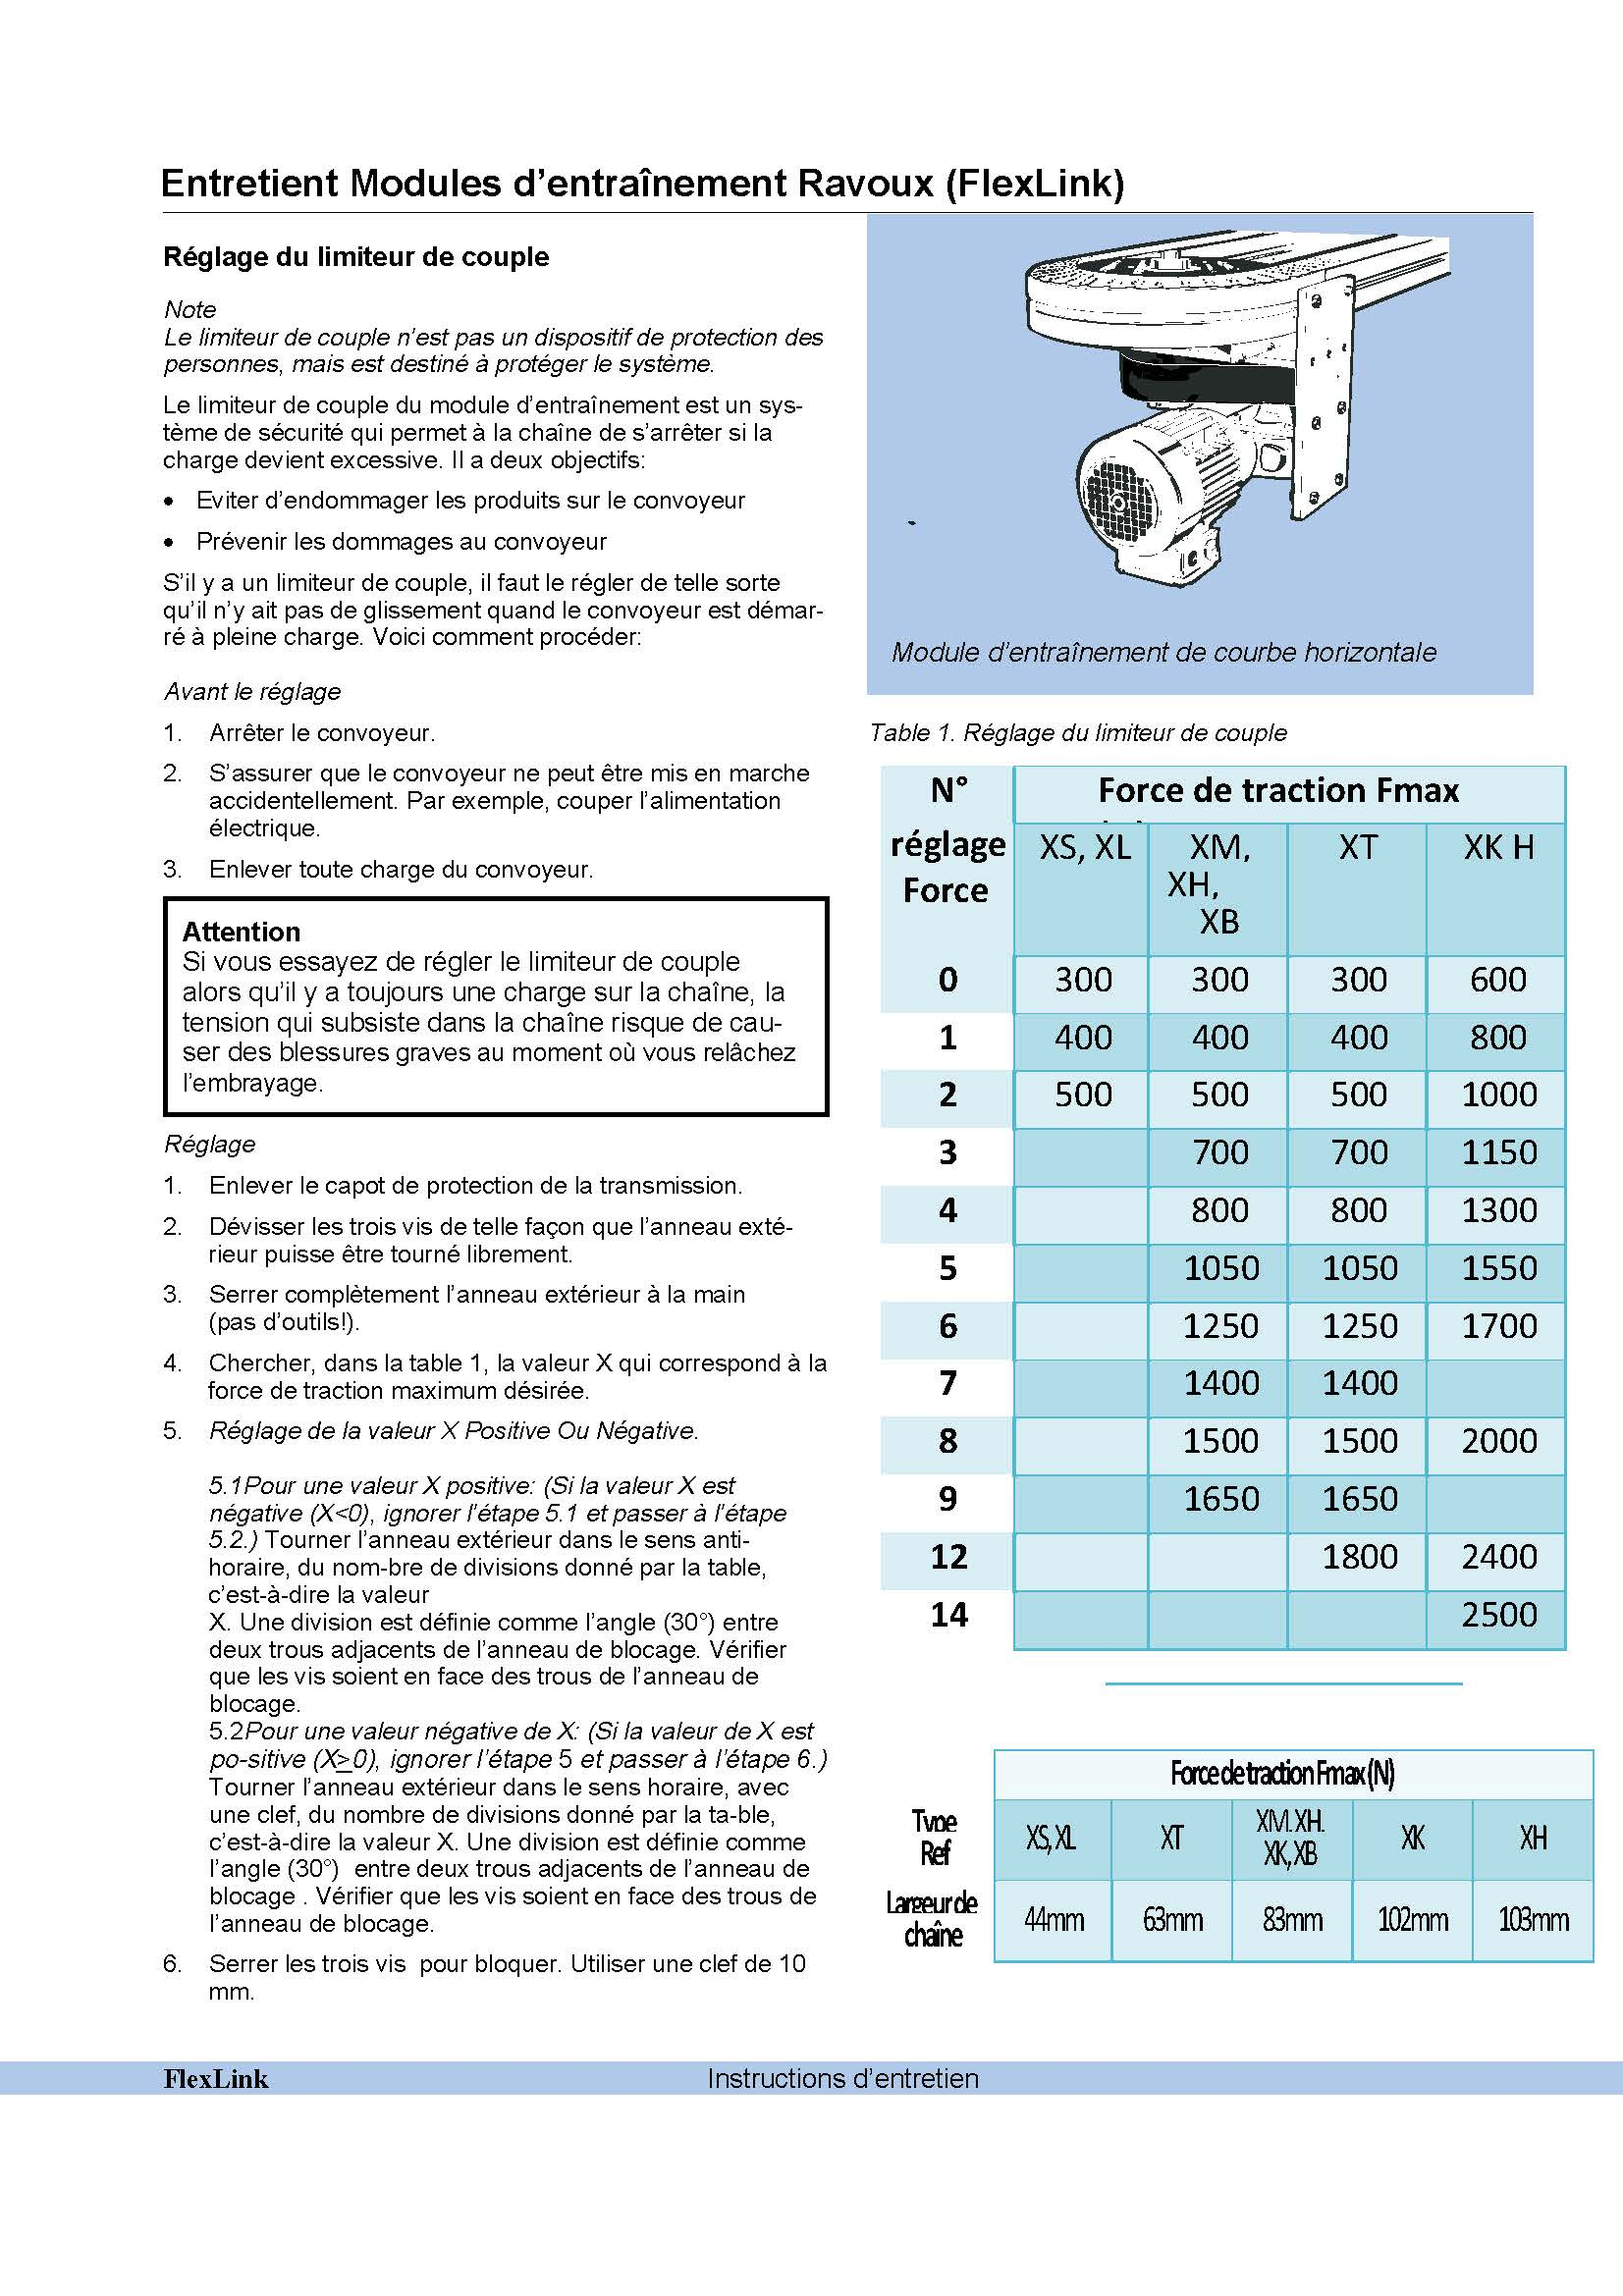 Entretient Modules d’entraînement Ravoux (FlexLink)
Réglage du limiteur de couple
Note
Le limiteur de couple n’est pas un dispositif de protection des
personnes, mais est destiné à protéger le système.
Le limiteur de couple du module d’entraînement est un sys-
tème de sécurité qui permet à la chaîne de s’arrêter si la
charge devient excessive. Il a deux objectifs:
• Eviter d’endommager les produits sur le convoyeur
• Prévenir les dommages au convoyeur
S’il y a un limiteur de couple, il faut le régler de telle sorte
qu’il n’y ait pas de glissement quand le convoyeur est démar-
ré à pleine charge. Voici comment procéder:
Avant le réglage
1. Arrêter le convoyeur.
2. S’assurer que le convoyeur ne peut être mis en marche
accidentellement. Par exemple, couper l’alimentation
électrique.
3. Enlever toute charge du convoyeur.
Attention
Si vous essayez de régler le limiteur de couple
alors qu’il y a toujours une charge sur la chaîne, la
tension qui subsiste dans la chaîne risque de cau-
ser des blessures graves au moment où vous relâchez
l’embrayage.
Réglage
1. Enlever le capot de protection de la transmission.
2. Dévisser les trois vis de telle façon que l’anneau exté-
rieur puisse être tourné librement.
3. Serrer complètement l’anneau extérieur à la main
(pas d’outils!).
4. Chercher, dans la table 1, la valeur X qui correspond à la
force de traction maximum désirée.
5. Réglage de la valeur X Positive Ou Négative.
5.1Pour une valeur X positive: (Si la valeur X est
négative (X<0), ignorer l’étape 5.1 et passer à l’étape
5.2.) Tourner l’anneau extérieur dans le sens anti-
horaire, du nom-bre de divisions donné par la table,
c’est-à-dire la valeur
X. Une division est définie comme l’angle (30°) entre
deux trous adjacents de l’anneau de blocage. Vérifier
que les vis soient en face des trous de l’anneau de
blocage.
5.2Pour une valeur négative de X: (Si la valeur de X est
po-sitive (X≥0), ignorer l’étape 5 et passer à l’étape 6.)
Tourner l’anneau extérieur dans le sens horaire, avec
une clef, du nombre de divisions donné par la ta-ble,
c’est-à-dire la valeur X. Une division est définie comme
l’angle (30°) entre deux trous adjacents de l’anneau de
blocage . Vérifier que les vis soient en face des trous de
l’anneau de blocage.
6. Serrer les trois vis pour bloquer. Utiliser une clef de 10
mm.
Module d’entraînement de courbe horizontale
Table 1. Réglage du limiteur de couple
N° réglage Force
Force de traction Fmax
XS, XL XM, XH, XB XT XK H
0 300 300 300 600
1 400 400 400 800
2 500 500 500 1000
3 700 700 1150
4 800 800 1300
5 1050 1050 1550
6 1250 1250 1700
7 1400 1400
8 1500 1500 2000
9 1650 1650
12 1800 2400
14 2500
Force de traction Fmax (N)
Type Ref XS, XL XT XM, XH, XK, XB XK XH
Largeur de chaîne 44mm 63mm 83mm 102mm 103mm
FlexLink Instructions d’entretien